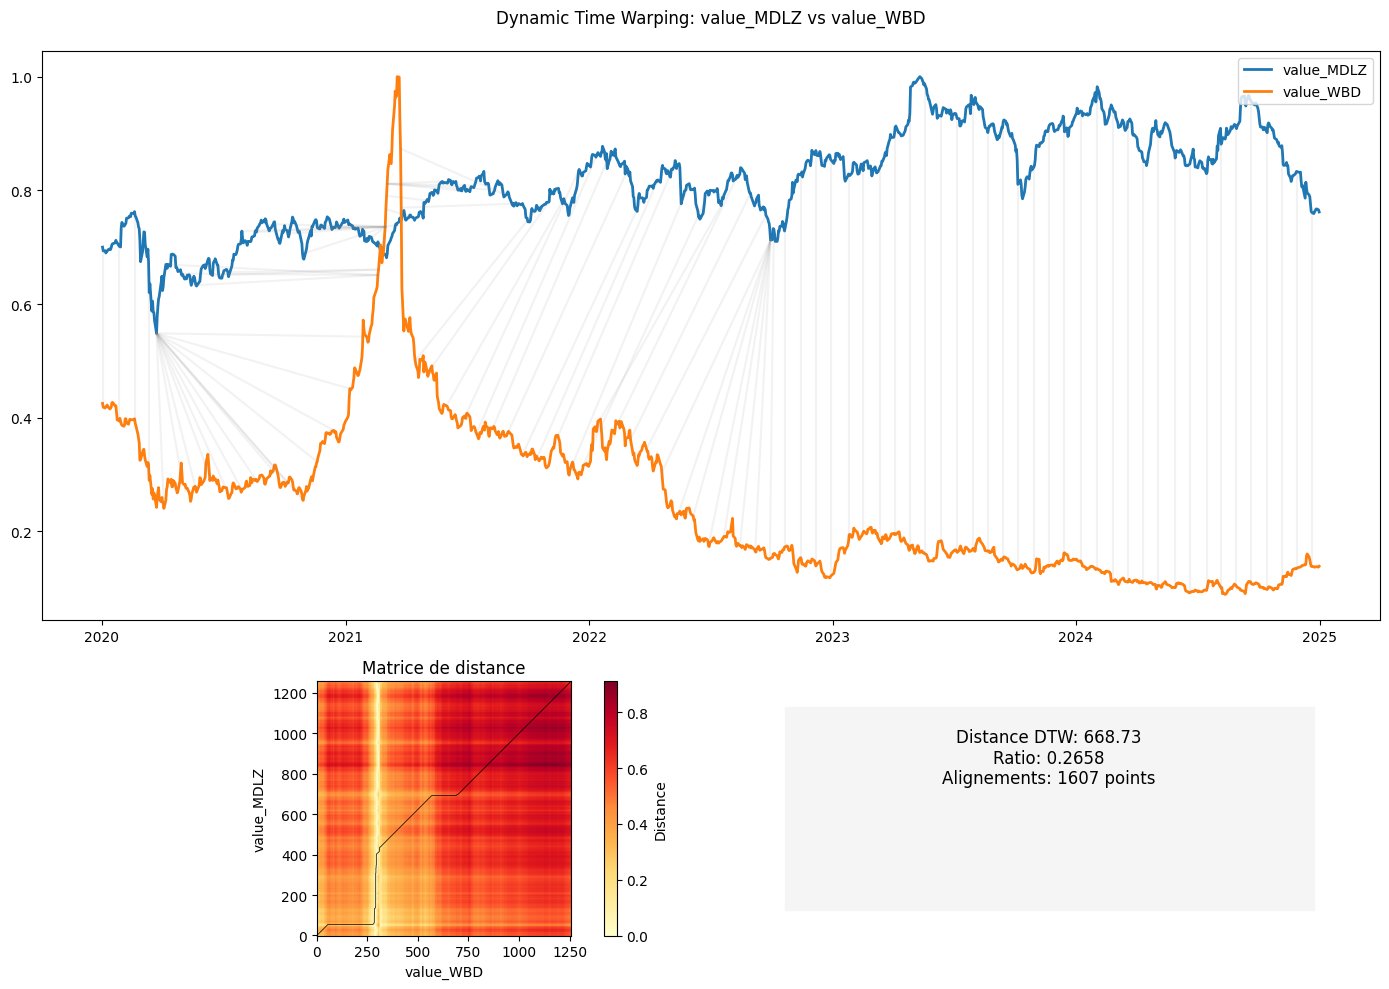 Dynamic Time Warping: value_MDLZ vs value_WBD
value_MDLZ
value_WBD
1.0
0.8
0.6
0.4
0.2
2020 2021 2022 2023 2024 2025
Matrice de distance
1200
1000
800
600
400
200
0
value_MDLZ
0 250 500 750 1000 1250
value_WBD
0.8
0.6
0.4
0.2
0.0
Distance
Distance DTW: 668.73
Ratio: 0.2658
Alignements: 1607 points